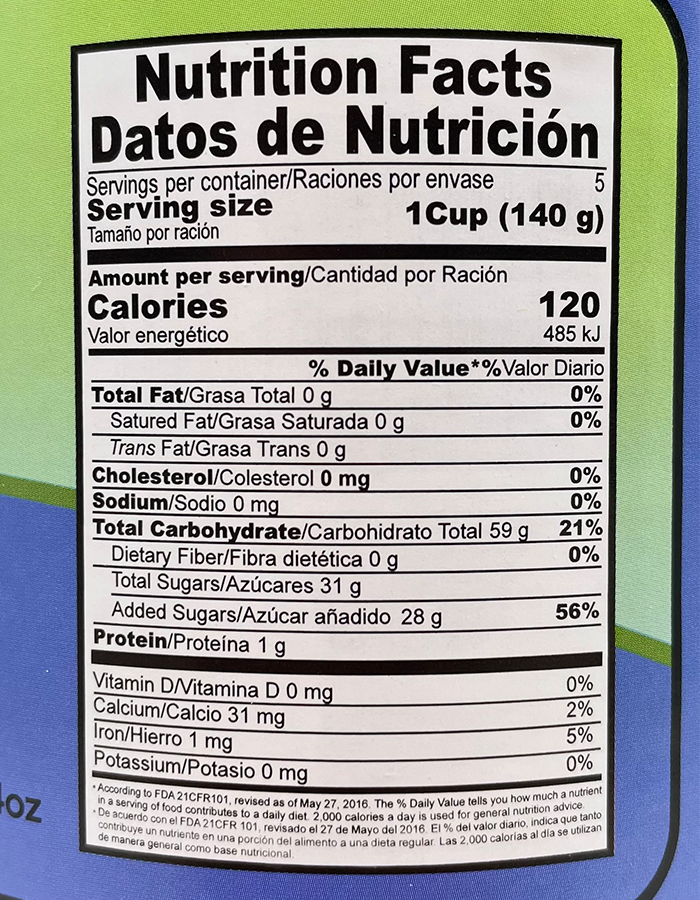 Nutrition Facts
Datos de Nutrición
Servings per container/Raciones por envase 5
Serving size 1Cup (140 g)
Tamaño por ración
Amount per serving/Cantidad por Ración
Calories 120
Valor energético 485 kJ
% Daily Value*%Valor Diario
Total Fat/Grasa Total 0 g 0%
Satured Fat/Grasa Saturada 0 g 0%
Trans Fat/Grasa Trans 0 g
Cholesterol/Colesterol 0 mg 0%
Sodium/Sodio 0 mg 0%
Total Carbohydrate/Carbohidrato Total 59 g 21%
Dietary Fiber/Fibra dietética 0 g 0%
Total Sugars/Azúcares 31 g
Added Sugars/Azúcar añadido 28 g 56%
Protein/Proteína 1 g
Vitamin D/Vitamina D 0 mg 0%
Calcium/Calcio 31 mg 2%
Iron/Hierro 1 mg 5%
Potassium/Potasio 0 mg 0%
*According to FDA 21CFR101, revised as of May 27, 2016. The % Daily Value tells you how much a nutrient
in a serving of food contributes to a daily diet. 2,000 calories a day is used for general nutrition advice.
*De acuerdo con el FDA 21CFR 101, revisado el 27 de Mayo del 2016. El % del valor diario, indica que tanto
contribuye un nutriente en una porción del alimento a una dieta regular. Las 2,000 calorías al día se utilizan
de manera general como base nutricional.
oz